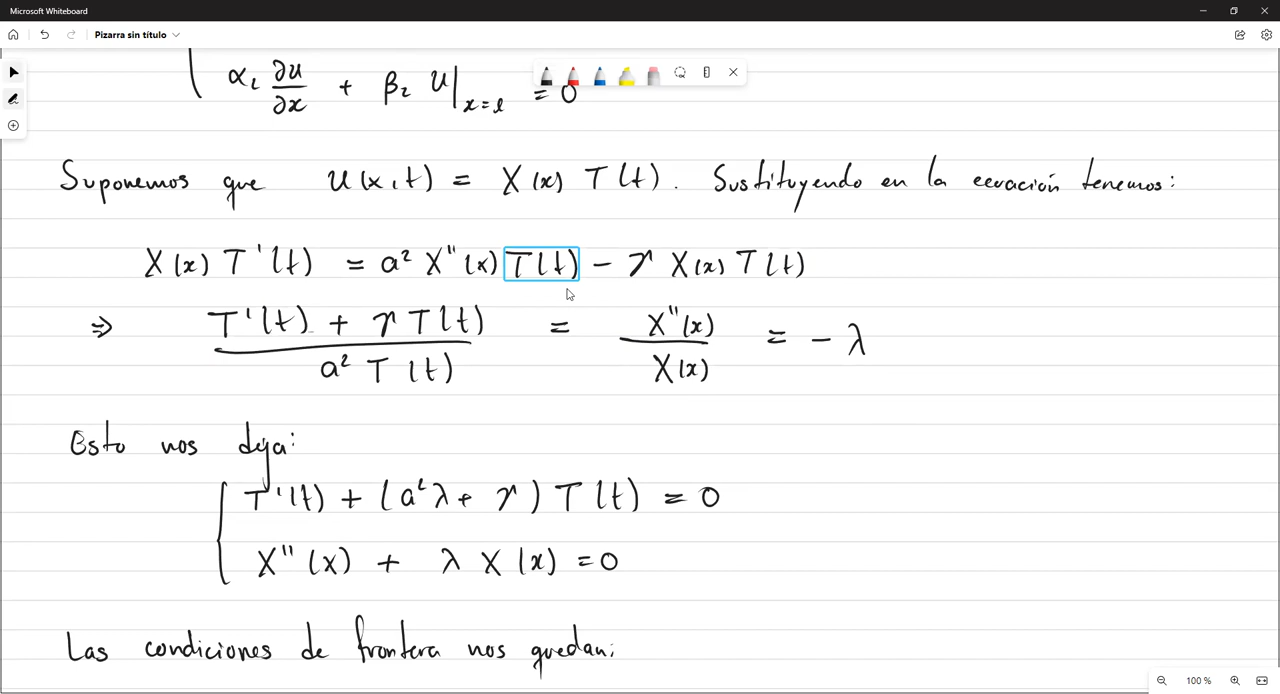 Microsoft Whiteboard
Pizarra sin título
α₂ ∂u/∂x + β₂ u|ₓ₌ₗ = 0
Suponemos que u(x,t) = X(x) T(t). Sustituyendo en la ecuación tenemos:
X(x) T'(t) = a² X''(x) T(t) − γ X(x) T(t)
⇒ (T'(t) + γ T(t)) / (a² T(t)) = X''(x) / X(x) = − λ
Esto nos deja:
T'(t) + (a²λ + γ) T(t) = 0
X''(x) + λ X(x) = 0
Las condiciones de frontera nos quedan:
100 %